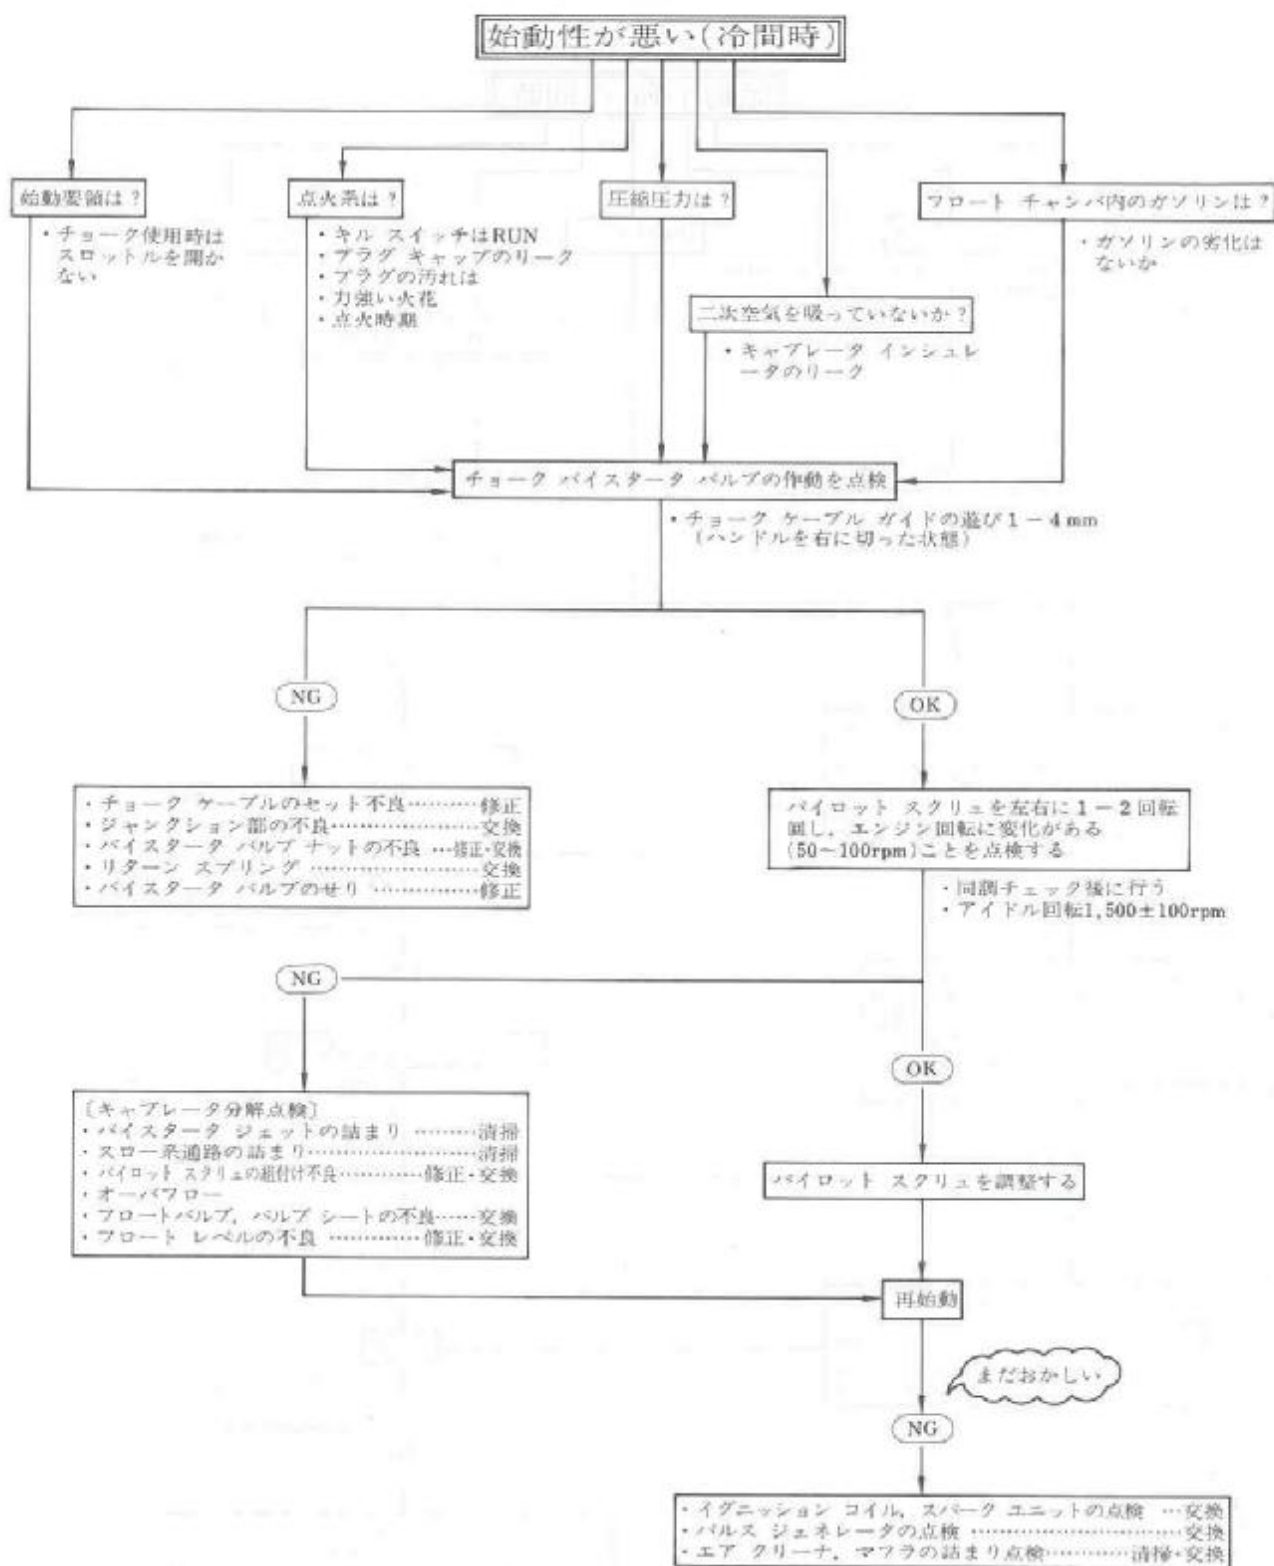 始動性が悪い(冷間時)
始動要領は？
・チョーク使用時は
スロットルを開か
ない
点火系は？
・キル スイッチはRUN
・プラグ キャップのリーク
・プラグの汚れは
・力強い火花
・点火時期
圧縮圧力は？
二次空気を吸っていないか？
・キャブレータ インシュレ
ータのリーク
フロート チャンバ内のガソリンは？
・ガソリンの劣化は
ないか
チョーク バイスタータ バルブの作動を点検
・チョーク ケーブル ガイドの遊び1－4mm
(ハンドルを右に切った状態)
NG
OK
・チョーク ケーブルのセット不良………修正
・ジャンクション部の不良…………………交換
・バイスタータ バルブ ナットの不良 …修正・交換
・リターン スプリング ……………………交換
・バイスタータ バルブのせり ……………修正
パイロット スクリュを左右に1－2回転
回し，エンジン回転に変化がある
(50～100rpm)ことを点検する
・同調チェック後に行う
・アイドル回転1,500±100rpm
NG
OK
〔キャブレータ分解点検〕
・バイスタータ ジェットの詰まり ………清掃
・スロー系通路の詰まり……………………清掃
・パイロット スクリュの組付け不良…………修正・交換
・オーバフロー
・フロートバルブ，バルブ シートの不良……交換
・フロート レベルの不良 …………修正・交換
パイロット スクリュを調整する
再始動
まだおかしい
NG
・イグニッション コイル，スパーク ユニットの点検 …交換
・パルス ジェネレータの点検 …………………………交換
・エア クリーナ，マフラの詰まり点検…………清掃・交換